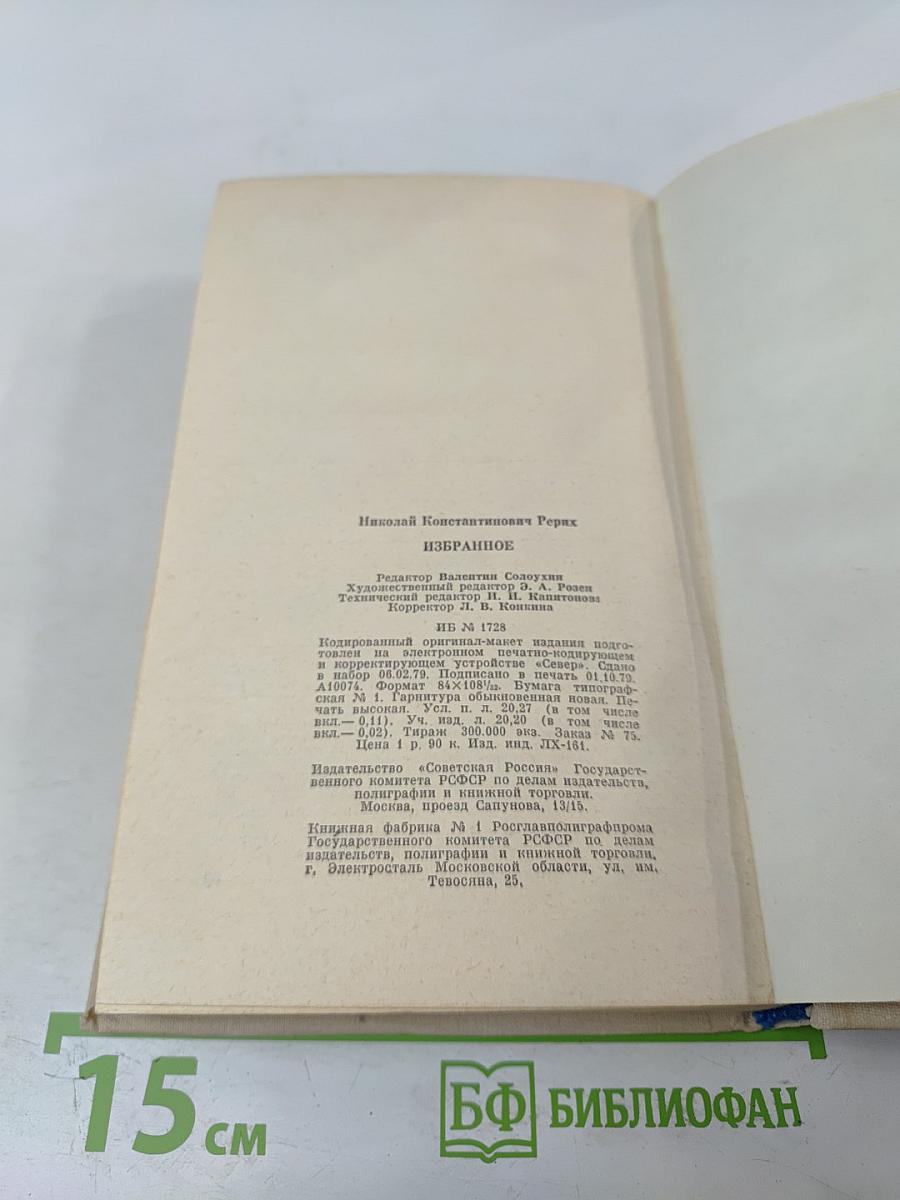 Николай Константинович Рерих
ИЗБРАННОЕ
Редактор Валентин Солоухин
Художественный редактор Э. А. Розен
Технический редактор И. И. Капитонова
Корректор Л. В. Конкина
ИБ № 1728
Кодированный оригинал-макет издания подго-
товлен на электронном печатно-кодирующем
и корректирующем устройстве «Север». Сдано
в набор 06.02.79. Подписано в печать 01.10.79.
А10074. Формат 84×108¹/₃₂. Бумага типограф-
ская № 1. Гарнитура обыкновенная новая. Пе-
чать высокая. Усл. п. л. 20,27 (в том числе
вкл.— 0,11). Уч. изд. л. 20,20 (в том числе
вкл.— 0,02). Тираж 300.000 экз. Заказ № 75.
Цена 1 р. 90 к. Изд. инд. ЛХ-161.
Издательство «Советская Россия» Государст-
венного комитета РСФСР по делам издательств,
полиграфии и книжной торговли.
Москва, проезд Сапунова, 13/15.
Книжная фабрика № 1 Росглавполиграфпрома
Государственного комитета РСФСР по делам
издательств, полиграфии и книжной торговли,
г. Электросталь Московской области, ул. им.
Тевосяна, 25,
15 см
БФ БИБЛИОФАН